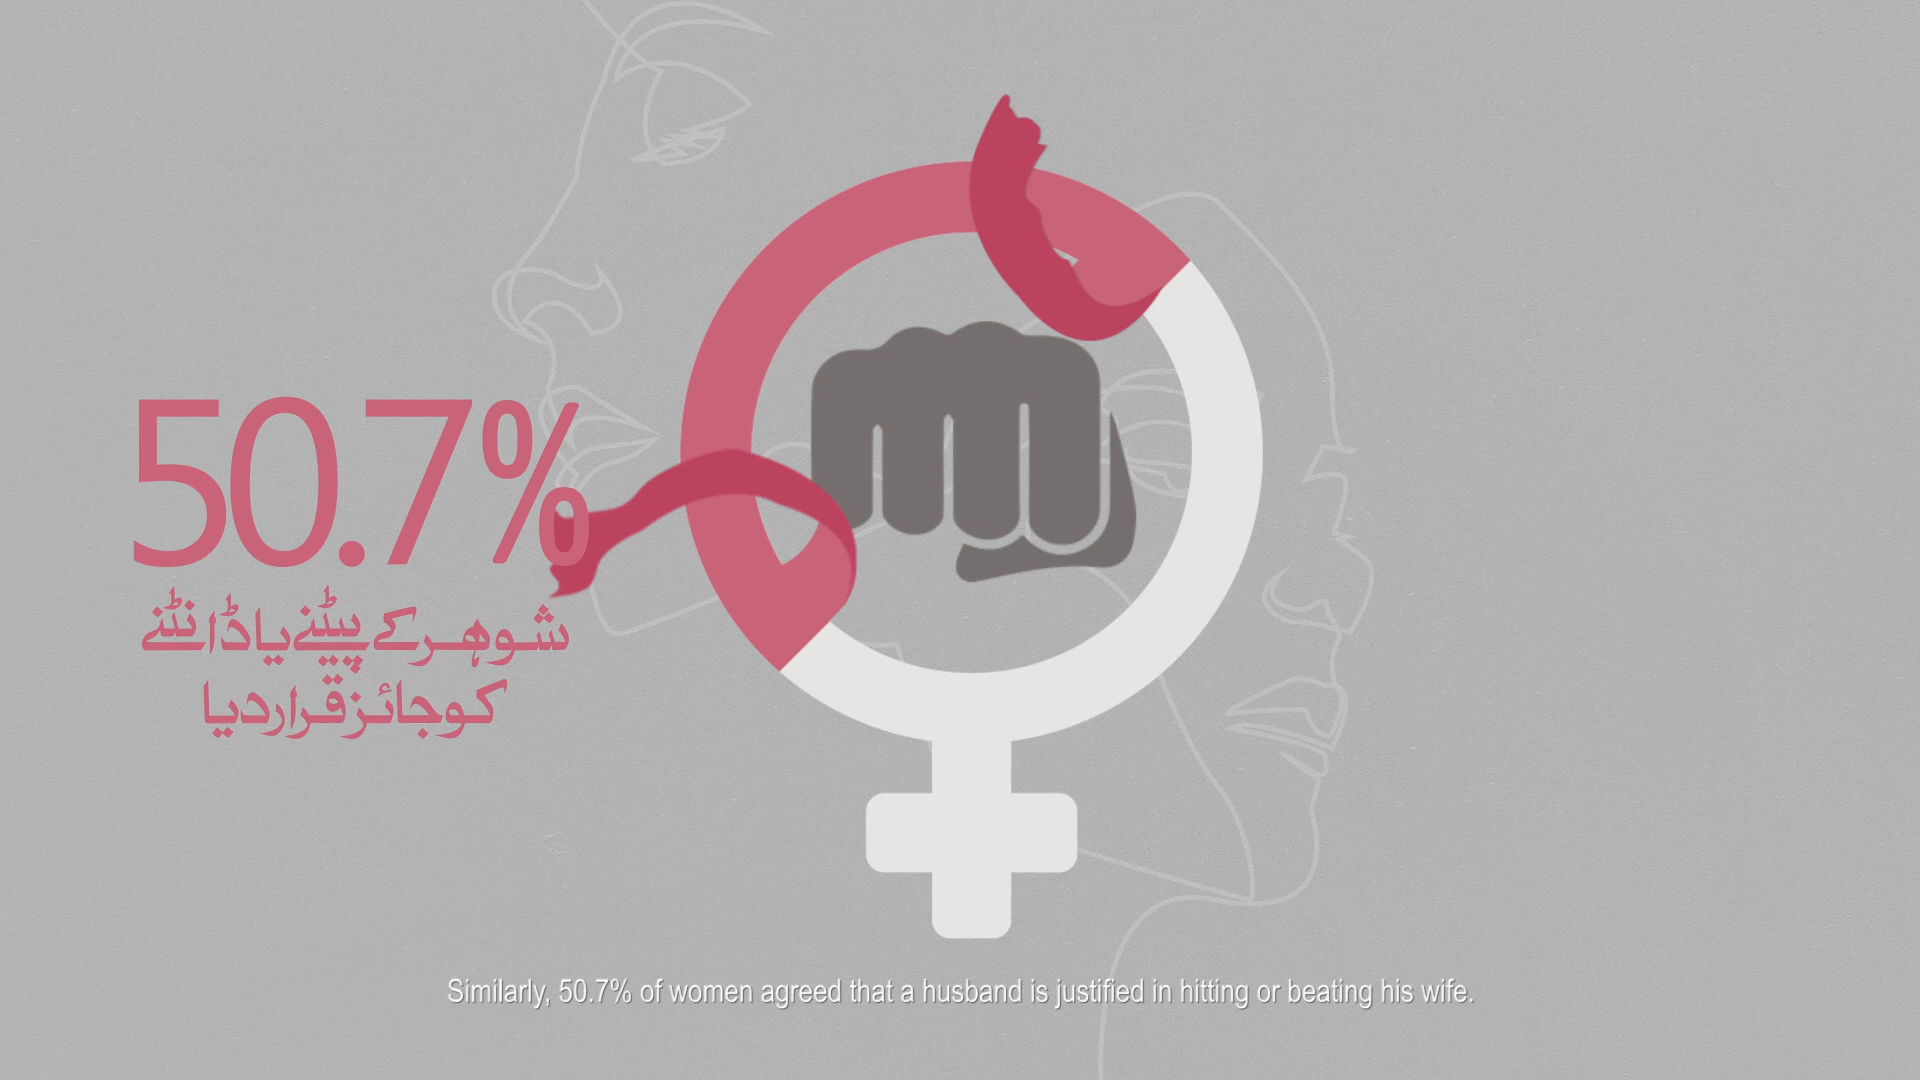 50.7%
شوہر کے پیٹنے یا ڈانٹنے
کو جائز قرار دیا
Similarly, 50.7% of women agreed that a husband is justified in hitting or beating his wife.